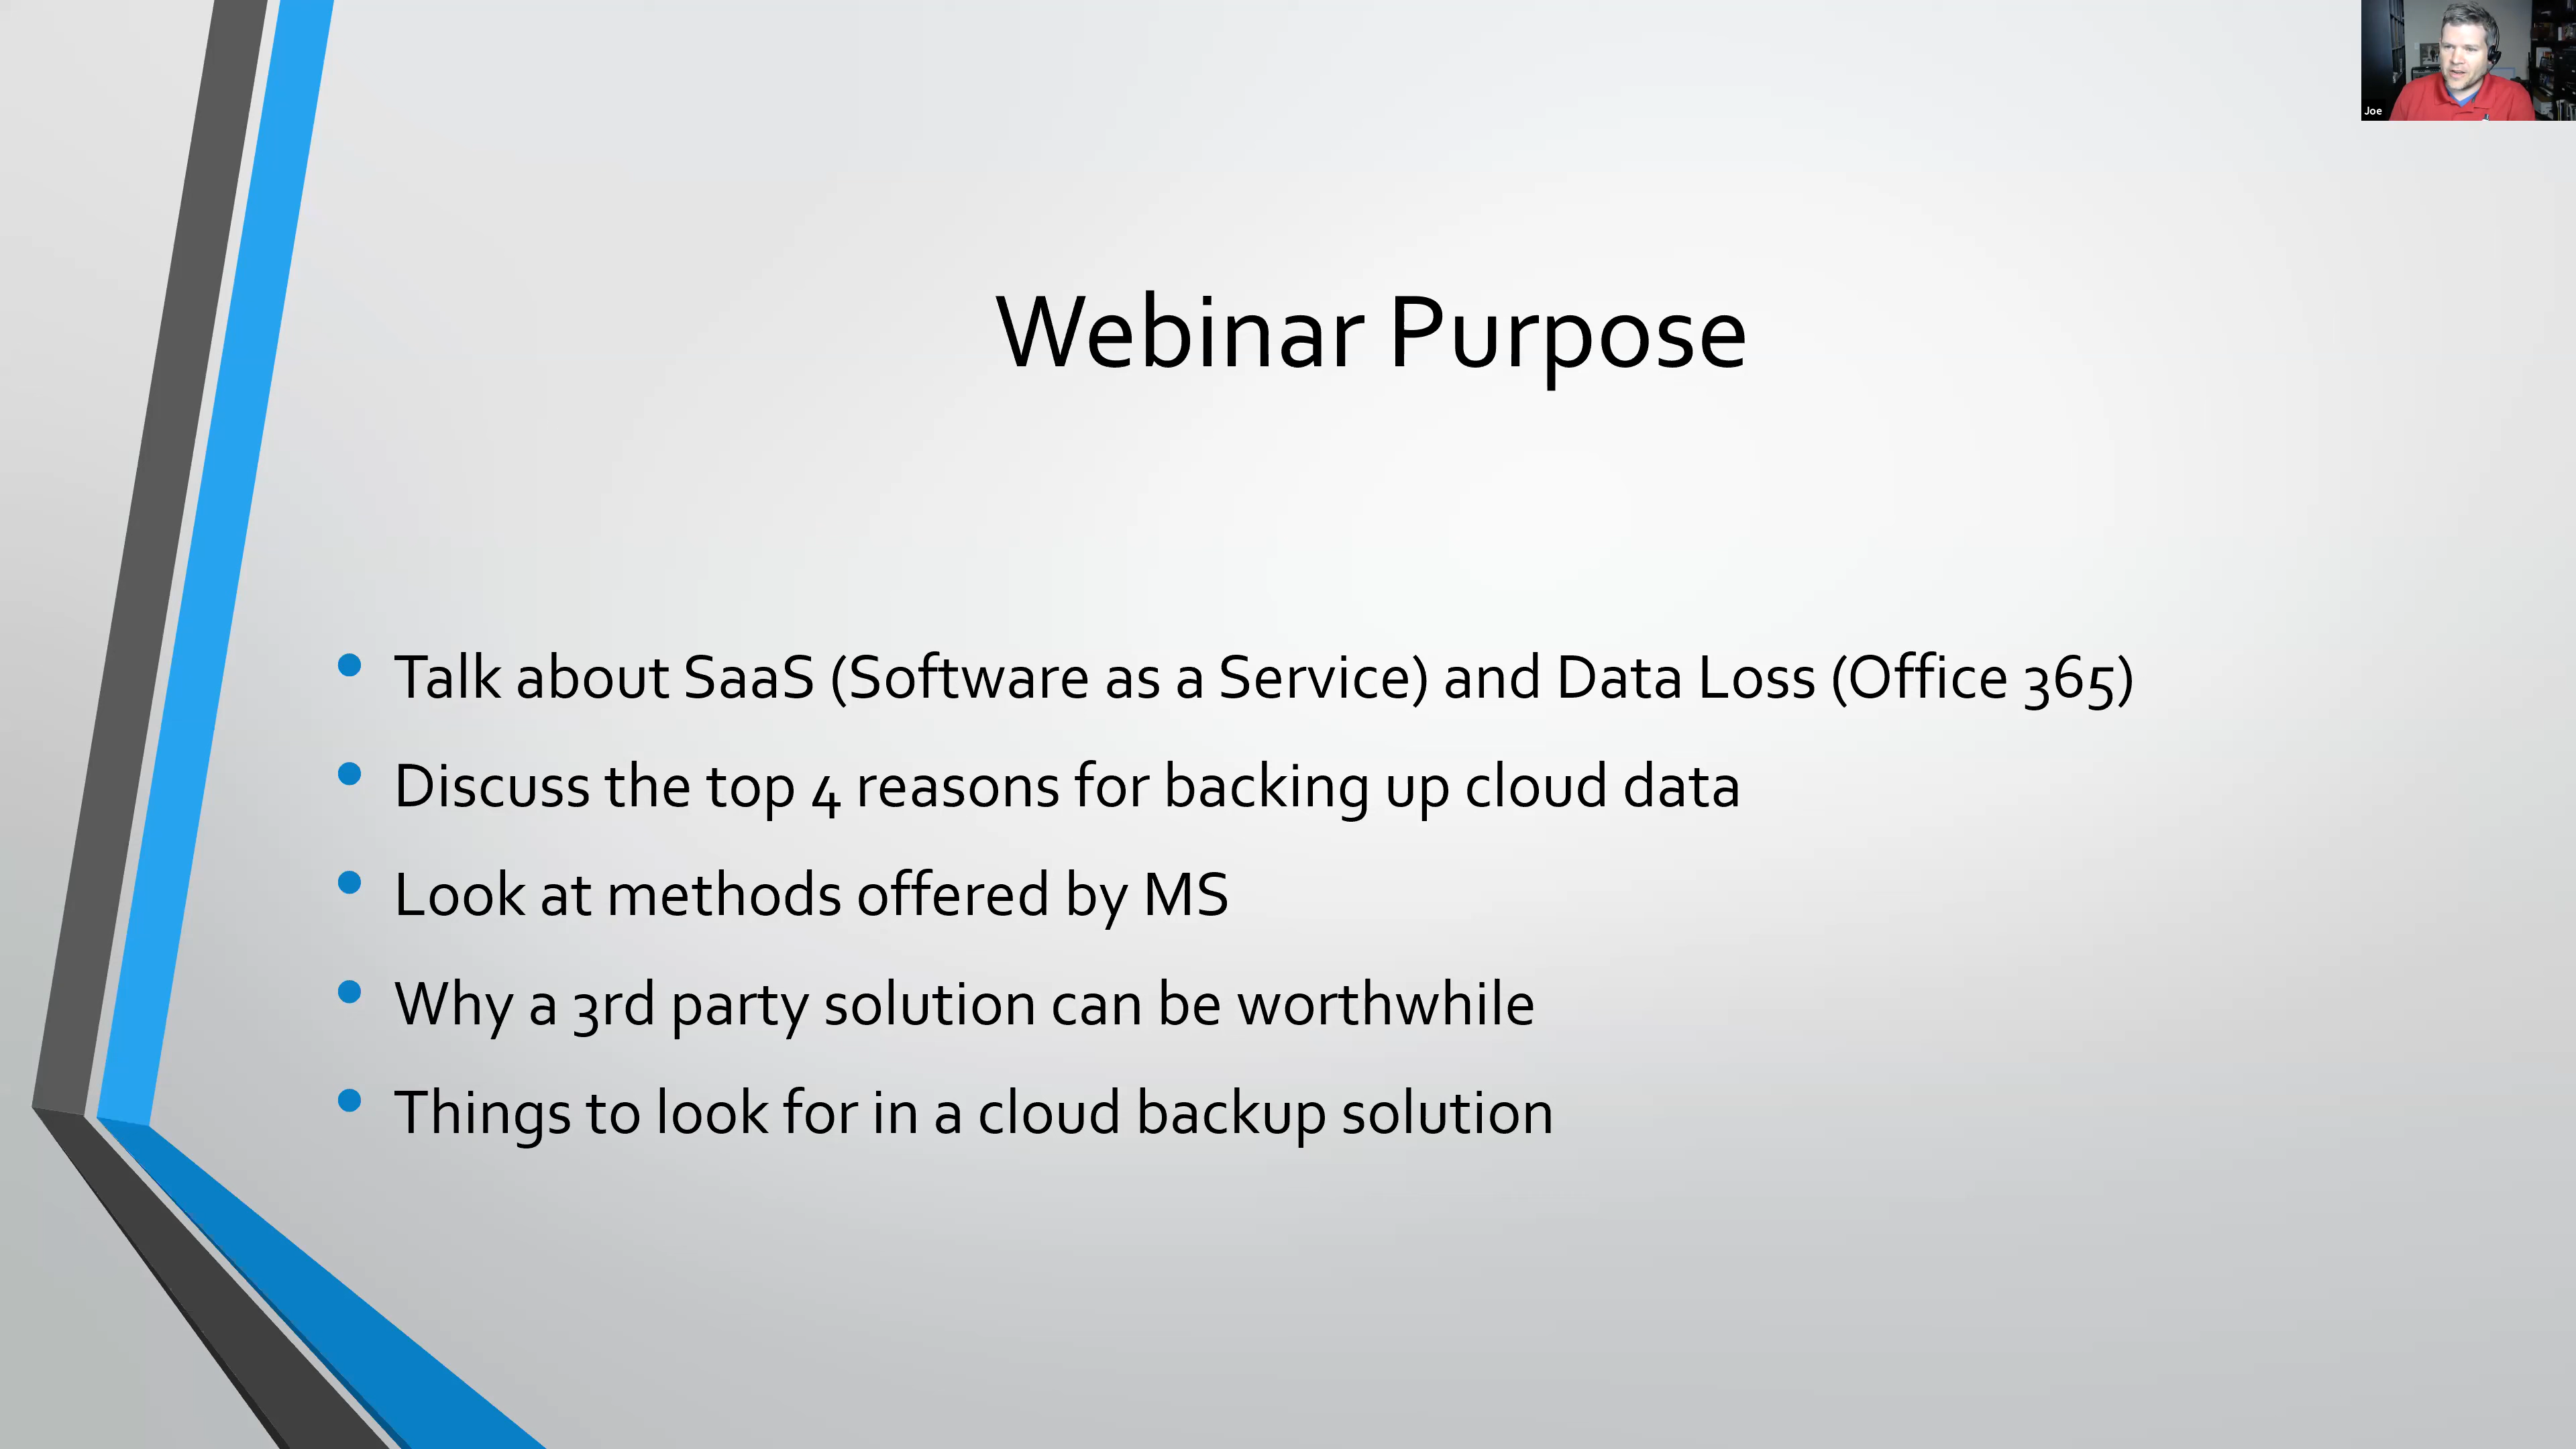 Joe
Webinar Purpose
• Talk about SaaS (Software as a Service) and Data Loss (Office 365)
• Discuss the top 4 reasons for backing up cloud data
• Look at methods offered by MS
• Why a 3rd party solution can be worthwhile
• Things to look for in a cloud backup solution